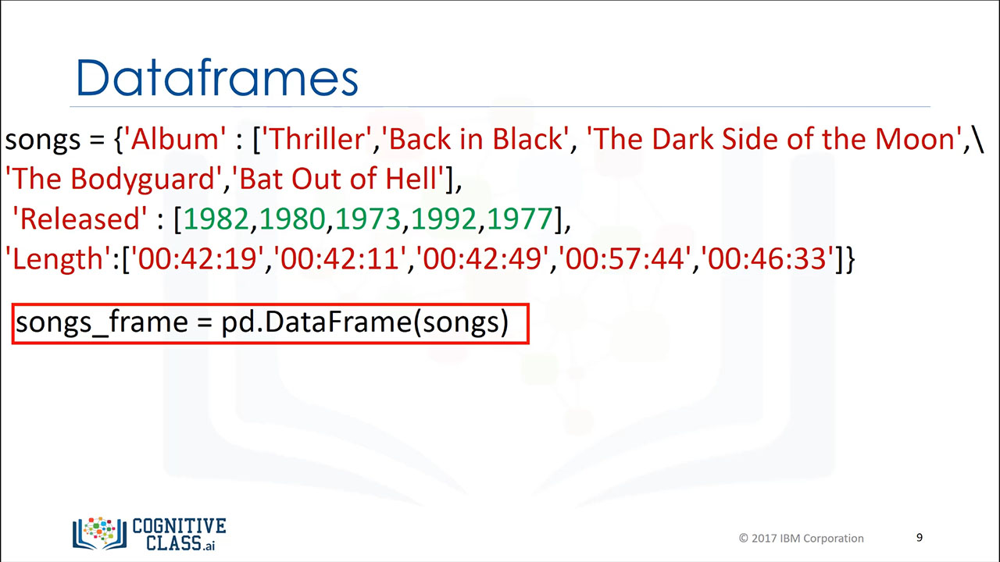 Dataframes
songs = {'Album' : ['Thriller','Back in Black', 'The Dark Side of the Moon',\
'The Bodyguard','Bat Out of Hell'],
'Released' : [1982,1980,1973,1992,1977],
'Length':['00:42:19','00:42:11','00:42:49','00:57:44','00:46:33']}
songs_frame = pd.DataFrame(songs)
COGNITIVE
CLASS.ai
© 2017 IBM Corporation 9